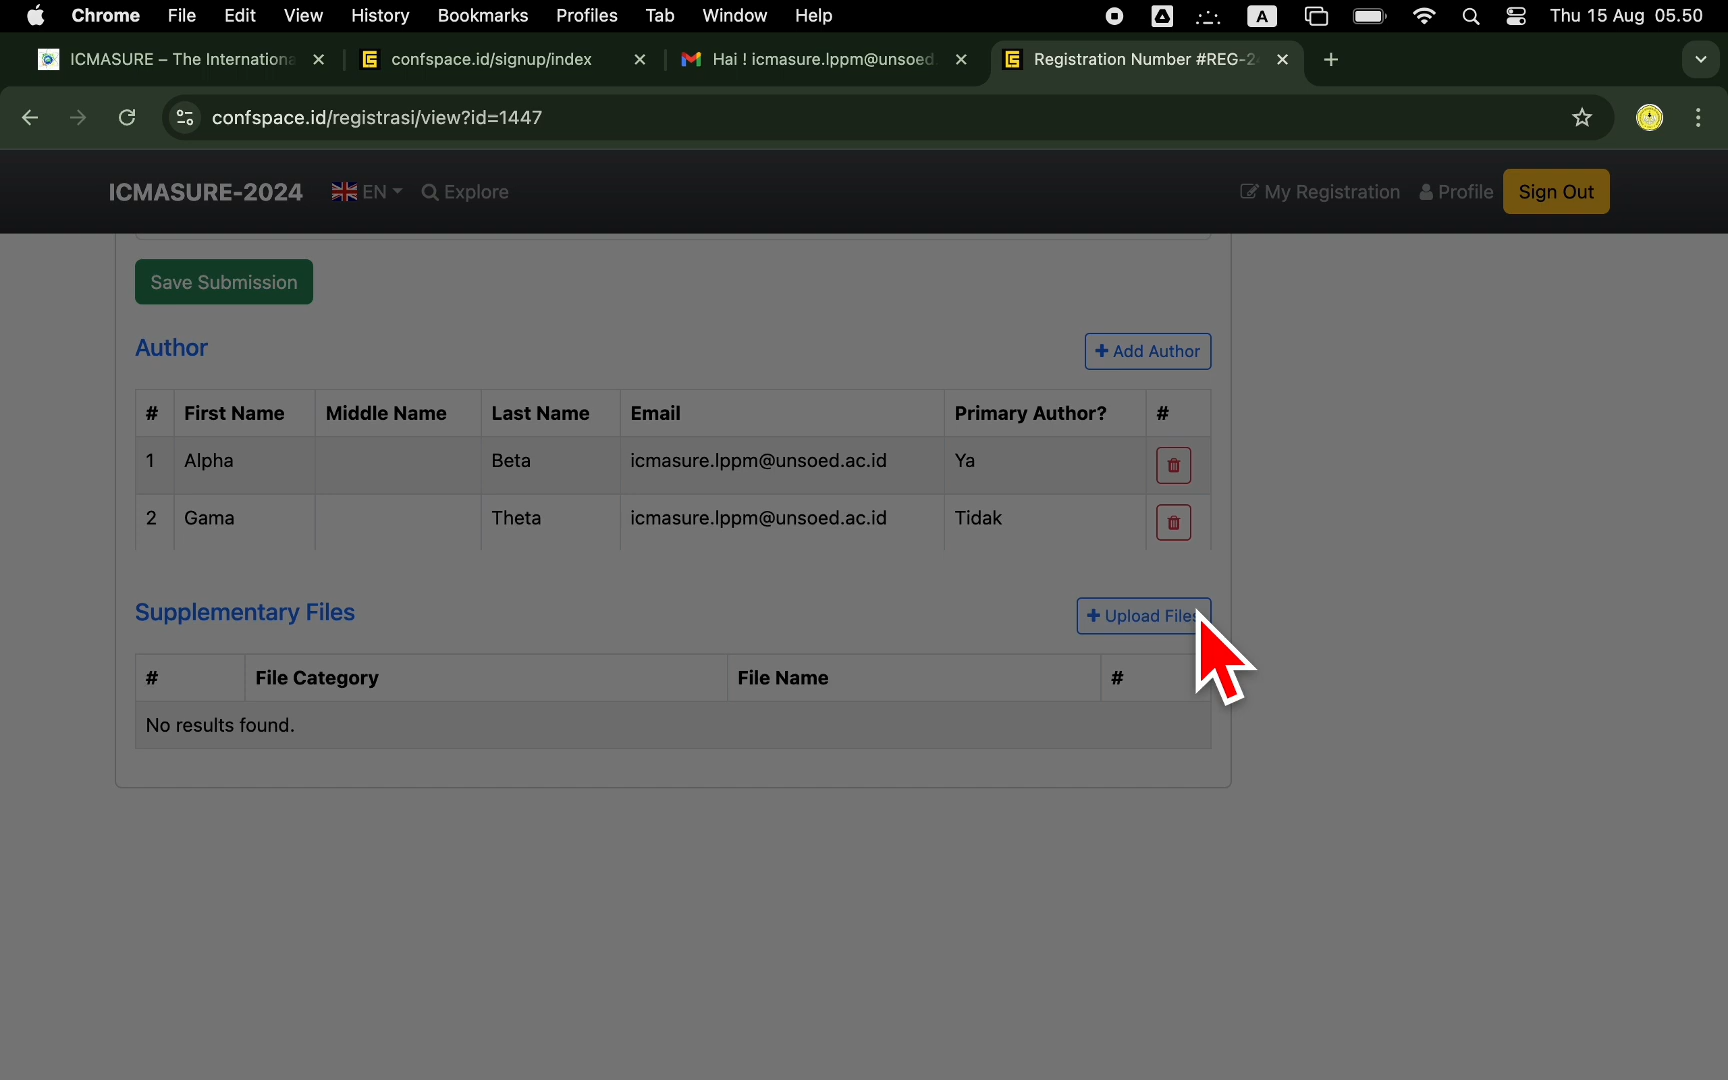 Chrome File Edit View History Bookmarks Profiles Tab Window Help A Thu 15 Aug 05.50
ICMASURE – The Internationa confspace.id/signup/index Hai ! icmasure.lppm@unsoed. Registration Number #REG-2
confspace.id/registrasi/view?id=1447
ICMASURE-2024 EN Explore My Registration Profile Sign Out
Save Submission
Author + Add Author
# First Name Middle Name Last Name Email Primary Author? #
1 Alpha Beta icmasure.lppm@unsoed.ac.id Ya
2 Gama Theta icmasure.lppm@unsoed.ac.id Tidak
Supplementary Files + Upload Files
# File Category File Name #
No results found.